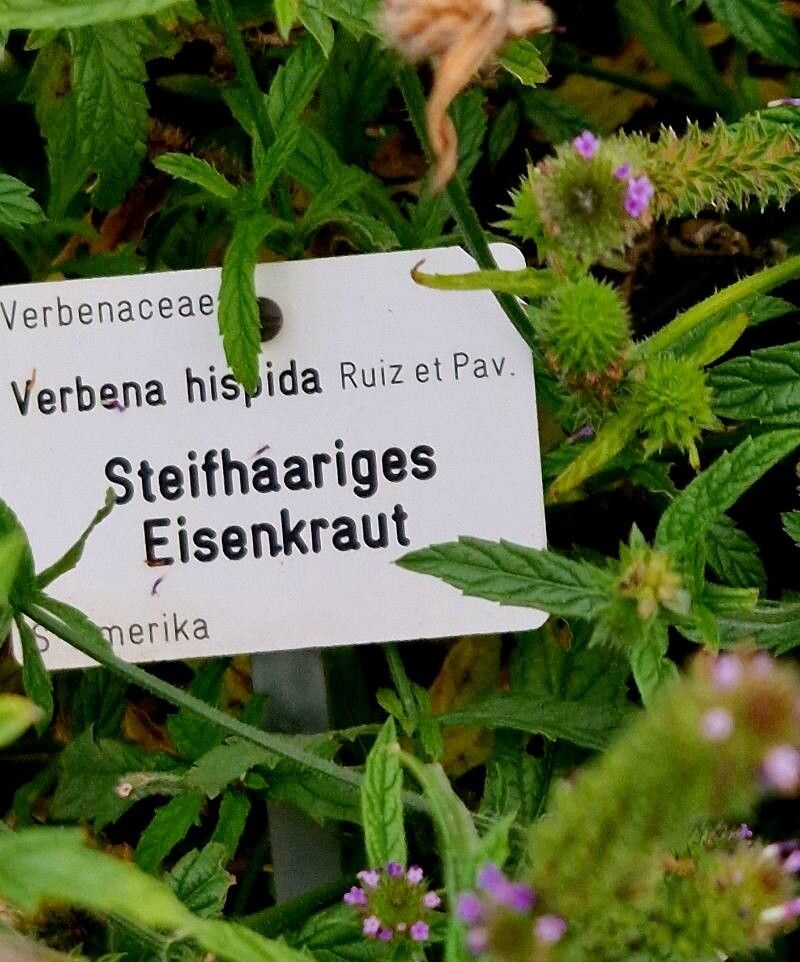 Verbenaceae
Verbena hispida Ruiz et Pav.
Steifhaariges
Eisenkraut